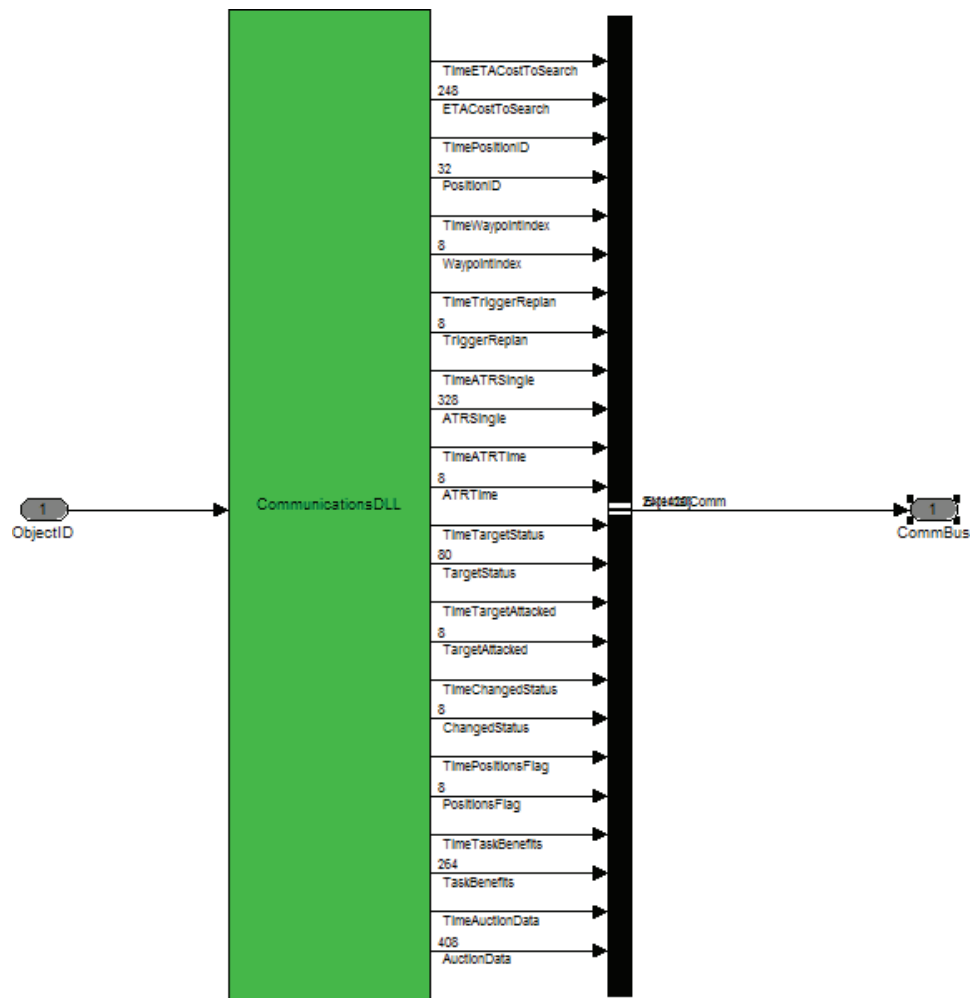 TimeETACostToSearch
248
ETACostToSearch
TimePositionID
32
PositionID
TimeWaypointIndex
8
WaypointIndex
TimeTriggerReplan
8
TriggerReplan
TimeATRSingle
328
ATRSingle
TimeATRTime
8
ATRTime
CommunicationsDLL
1
ObjectID
1
CommBus
TimeTargetStatus
80
TargetStatus
TimeTargetAttacked
8
TargetAttacked
TimeChangedStatus
8
ChangedStatus
TimePositionsFlag
8
PositionsFlag
TimeTaskBenefits
264
TaskBenefits
TimeAuctionData
408
AuctionData